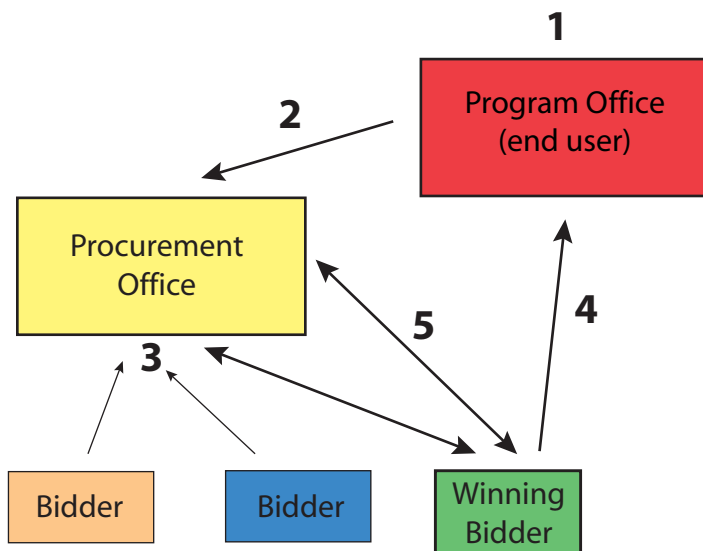 1
Program Office
(end user)
2
Procurement
Office
5
4
3
Bidder
Bidder
Winning
Bidder